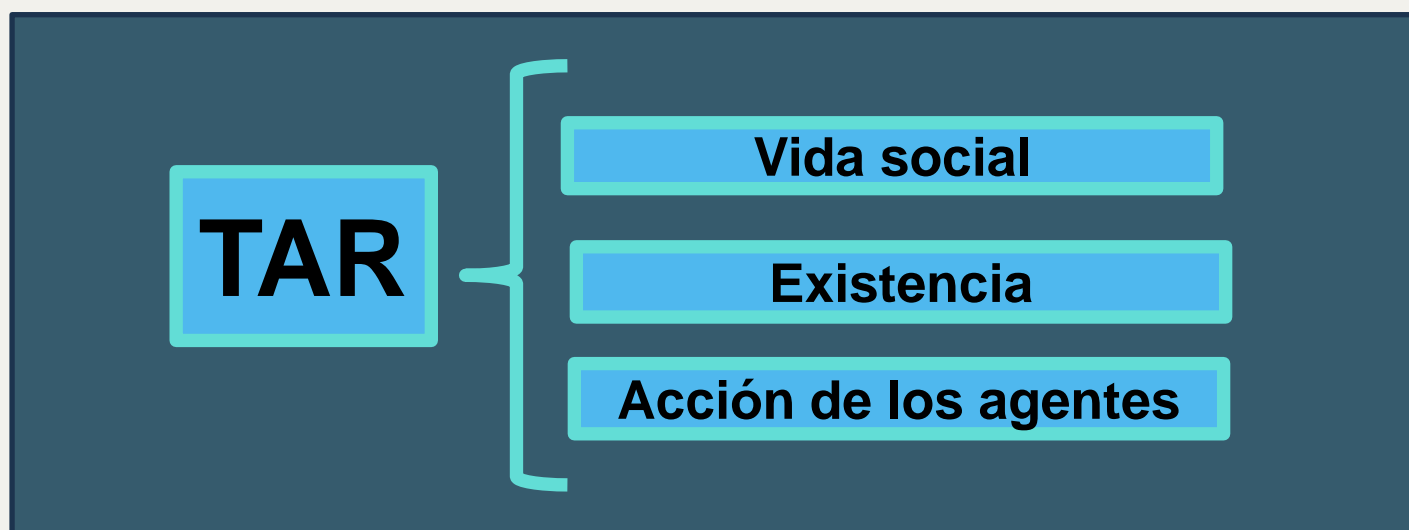 TAR
Vida social
Existencia
Acción de los agentes